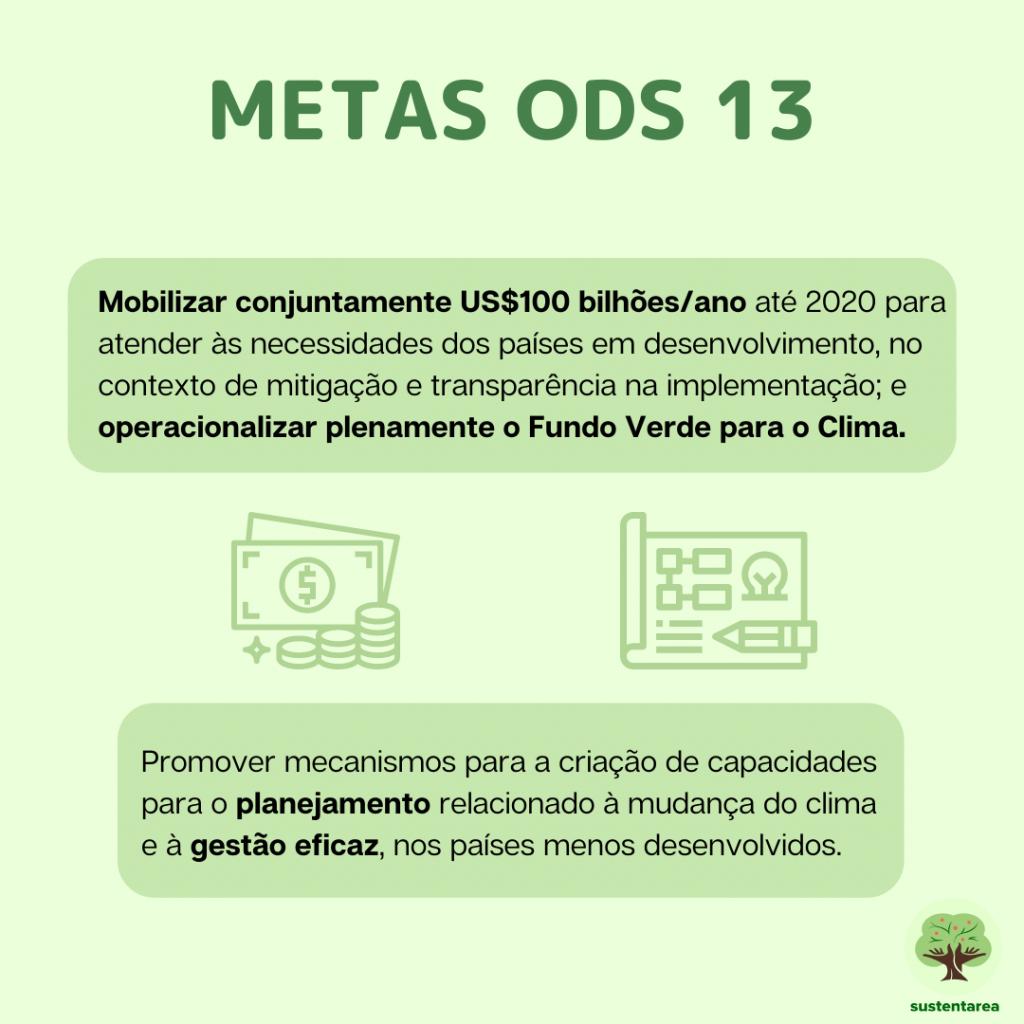 METAS ODS 13
Mobilizar conjuntamente US$100 bilhões/ano até 2020 para
atender às necessidades dos países em desenvolvimento, no
contexto de mitigação e transparência na implementação; e
operacionalizar plenamente o Fundo Verde para o Clima.
$
Promover mecanismos para a criação de capacidades
para o planejamento relacionado à mudança do clima
e à gestão eficaz, nos países menos desenvolvidos.
sustentarea